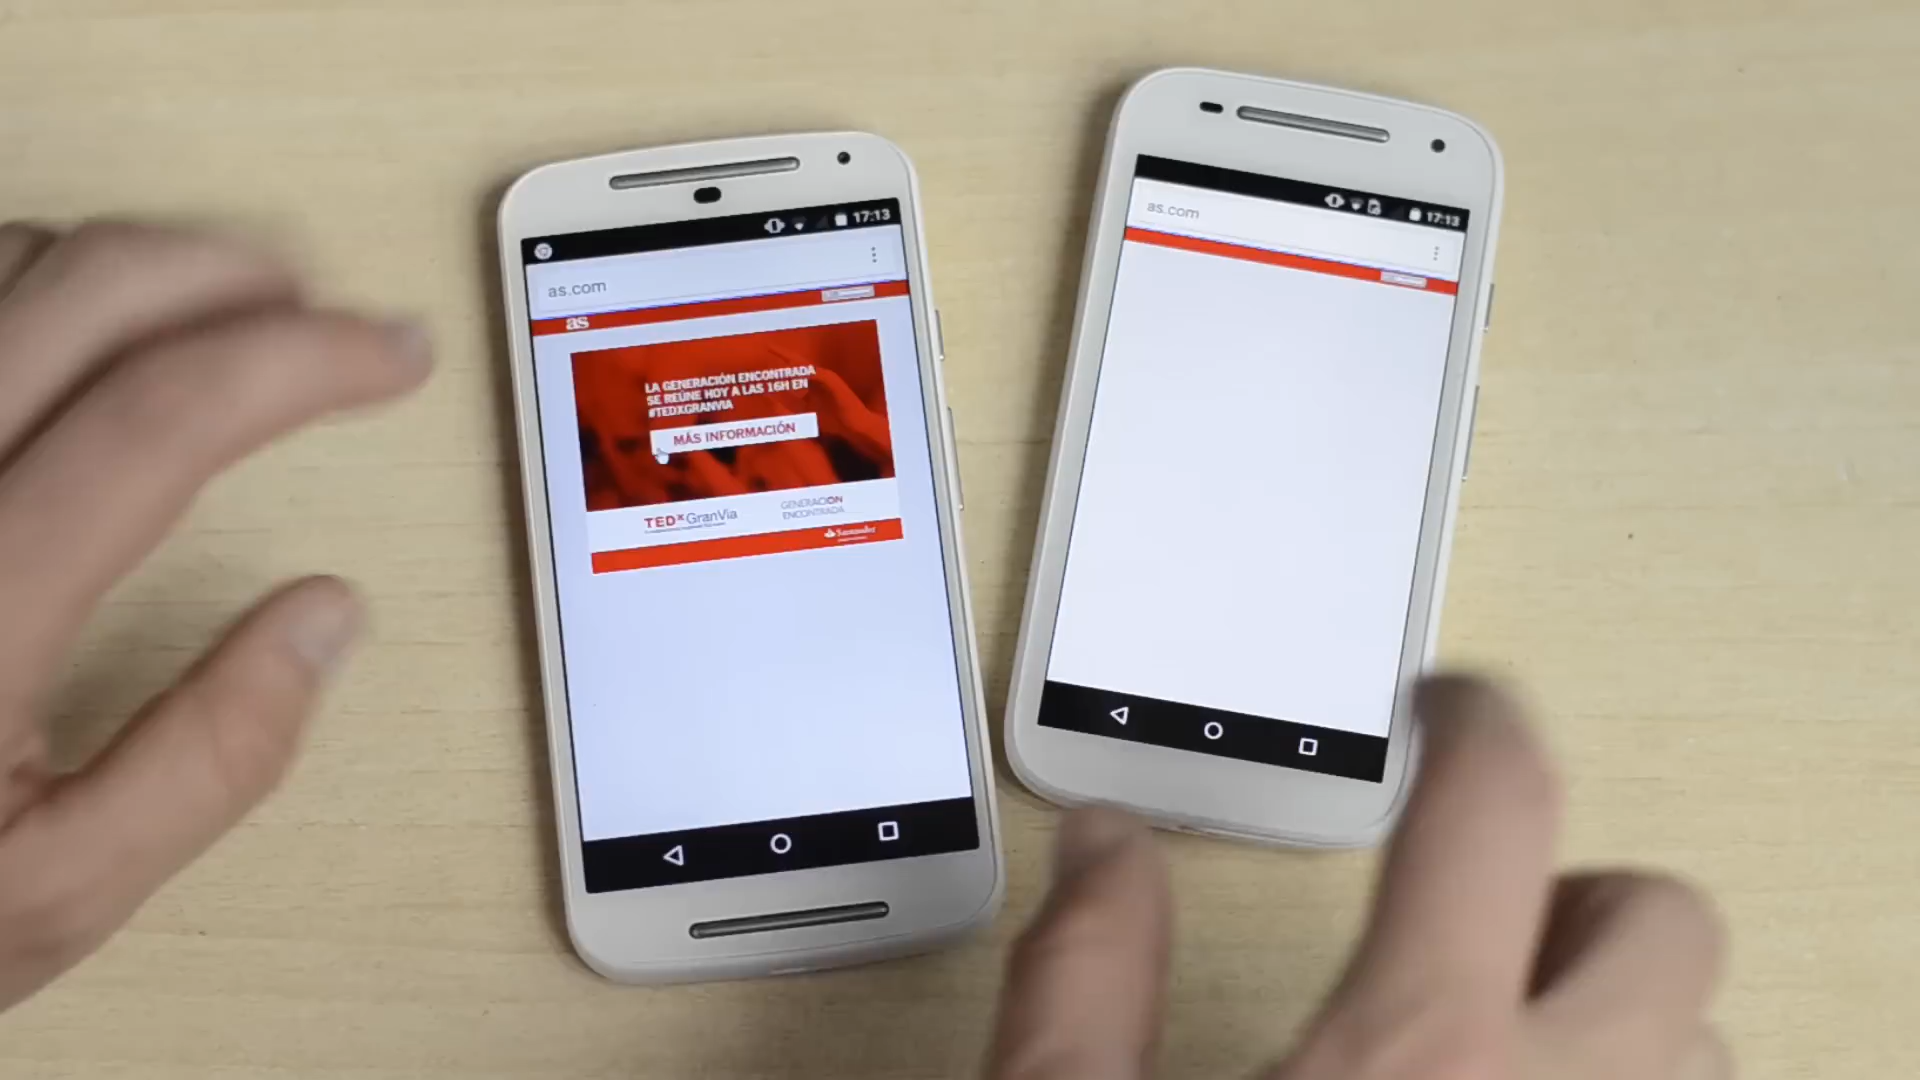 17:13
as.com
as
LA GENERACIÓN ENCONTRADA
SE REÚNE HOY A LAS 16H EN
#TEDXGRANVIA
MÁS INFORMACIÓN
TEDxGranVia
GENERACION
ENCONTRADA
Santander
17:13
as.com